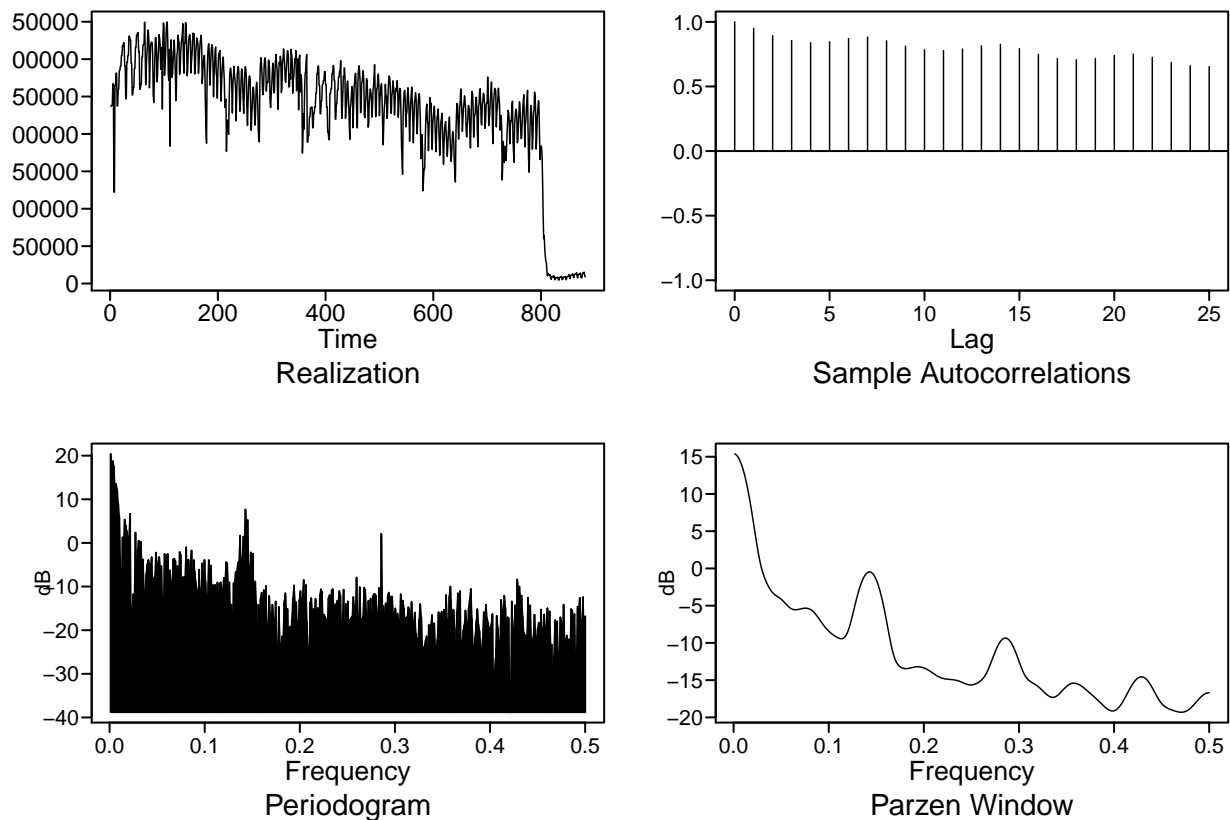 50000
00000
50000
00000
50000
00000
50000
0
0 200 400 600 800
Time
Realization
1.0
0.5
0.0
−0.5
−1.0
0 5 10 15 20 25
Lag
Sample Autocorrelations
20
10
0
−10
−20
−30
−40
dB
0.0 0.1 0.2 0.3 0.4 0.5
Frequency
Periodogram
15
10
5
0
−5
−10
−15
−20
dB
0.0 0.1 0.2 0.3 0.4 0.5
Frequency
Parzen Window